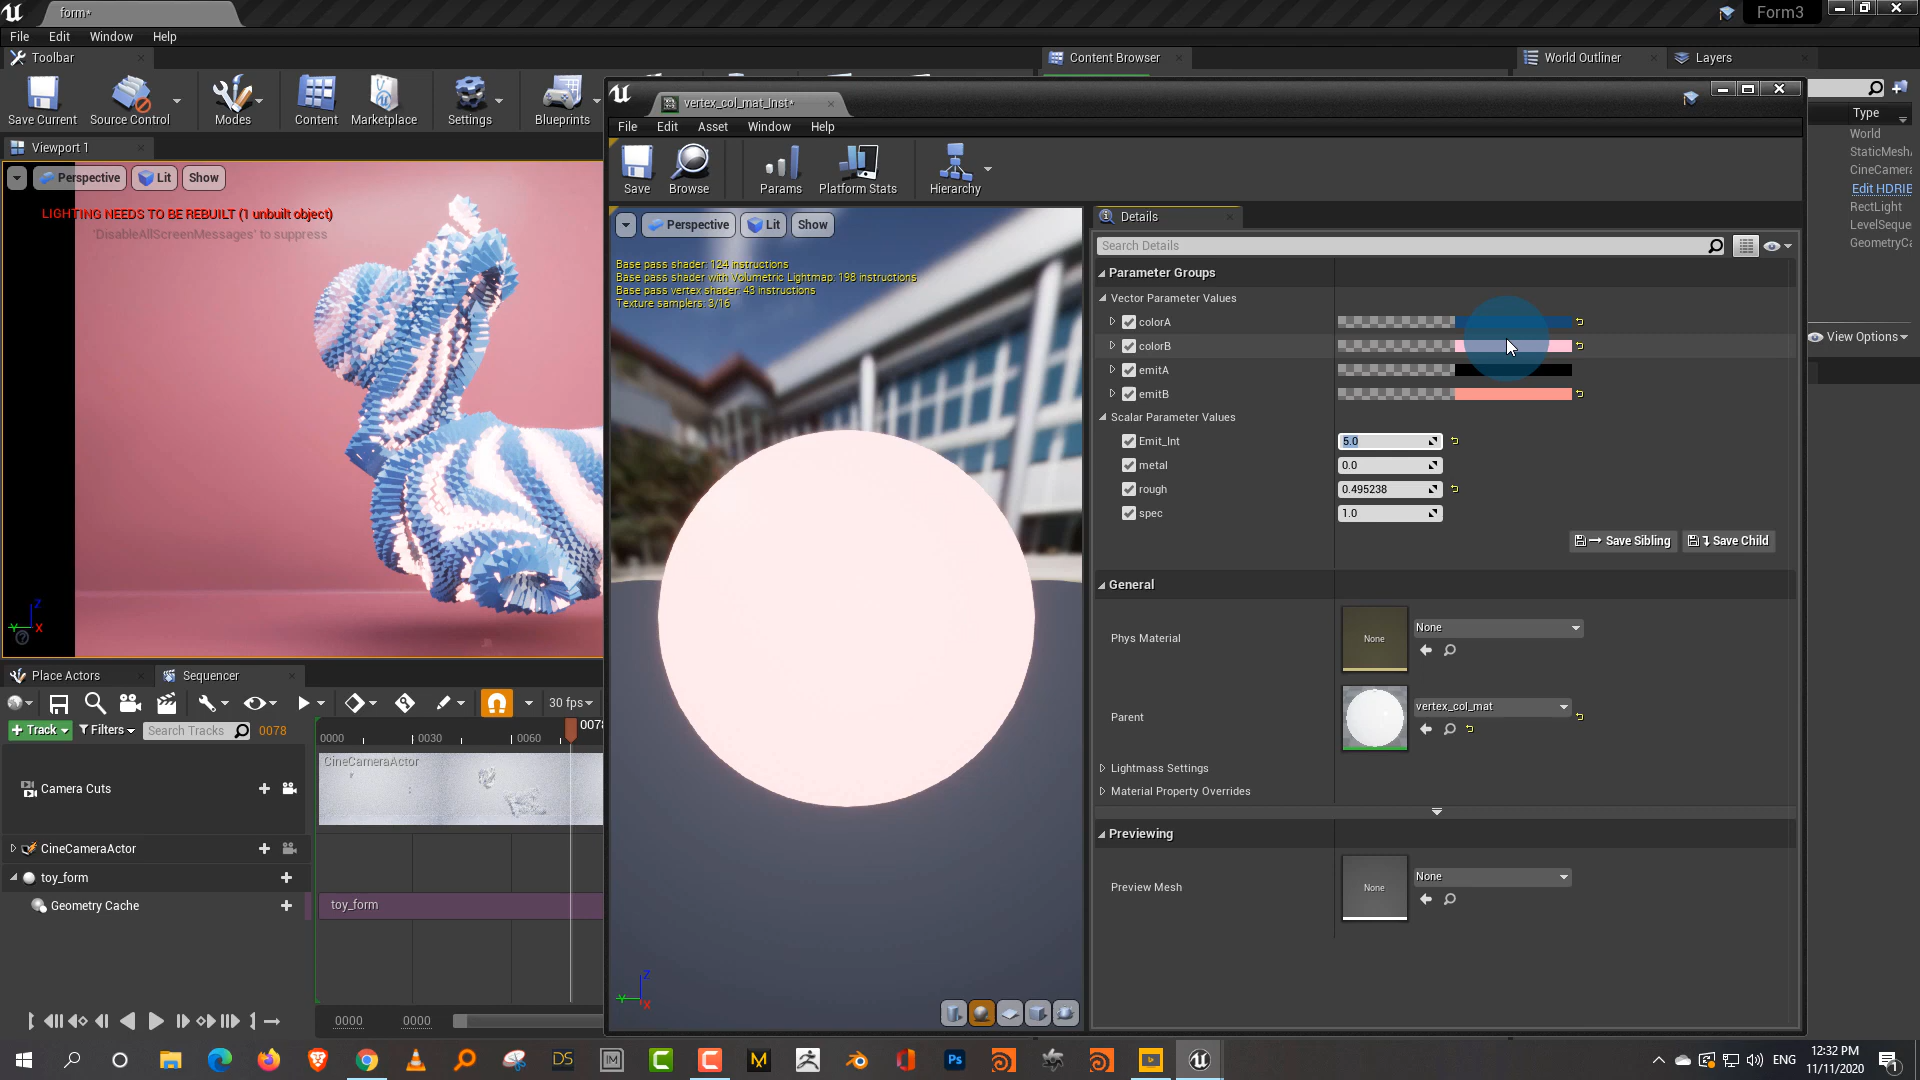 form*
Form3
File Edit Window Help
Toolbar
Content Browser
World Outliner
Layers
Save Current
Source Control
Modes
Content
Marketplace
Settings
Blueprints
vertex_col_mat_Inst*
File Edit Asset Window Help
Save
Browse
Params
Platform Stats
Hierarchy
Type
World
StaticMesh
CineCamera
Edit HDRIB
RectLight
LevelSeque
GeometryCa
View Options
Viewport 1
Perspective
Lit
Show
LIGHTING NEEDS TO BE REBUILT (1 unbuilt object)
'DisableAllScreenMessages' to suppress
Z
Y
X
Perspective
Lit
Show
Base pass shader: 124 instructions
Base pass shader with Volumetric Lightmap: 198 instructions
Base pass vertex shader: 43 instructions
Texture samplers: 3/16
Z
Y
X
Details
Search Details
Parameter Groups
Vector Parameter Values
colorA
colorB
emitA
emitB
Scalar Parameter Values
Emit_Int 5.0
metal 0.0
rough 0.495238
spec 1.0
Save Sibling
Save Child
General
Phys Material
None
None
Parent
vertex_col_mat
Lightmass Settings
Material Property Overrides
Previewing
Preview Mesh
None
None
Place Actors
Sequencer
30 fps
Track
Filters
Search Tracks
0078
0000
0030
0060
0078
Camera Cuts
CineCameraActor
CineCameraActor
toy_form
Geometry Cache
toy_form
0000
0000
DS
IM
C
C
Ps
ENG
12:32 PM
11/11/2020
1